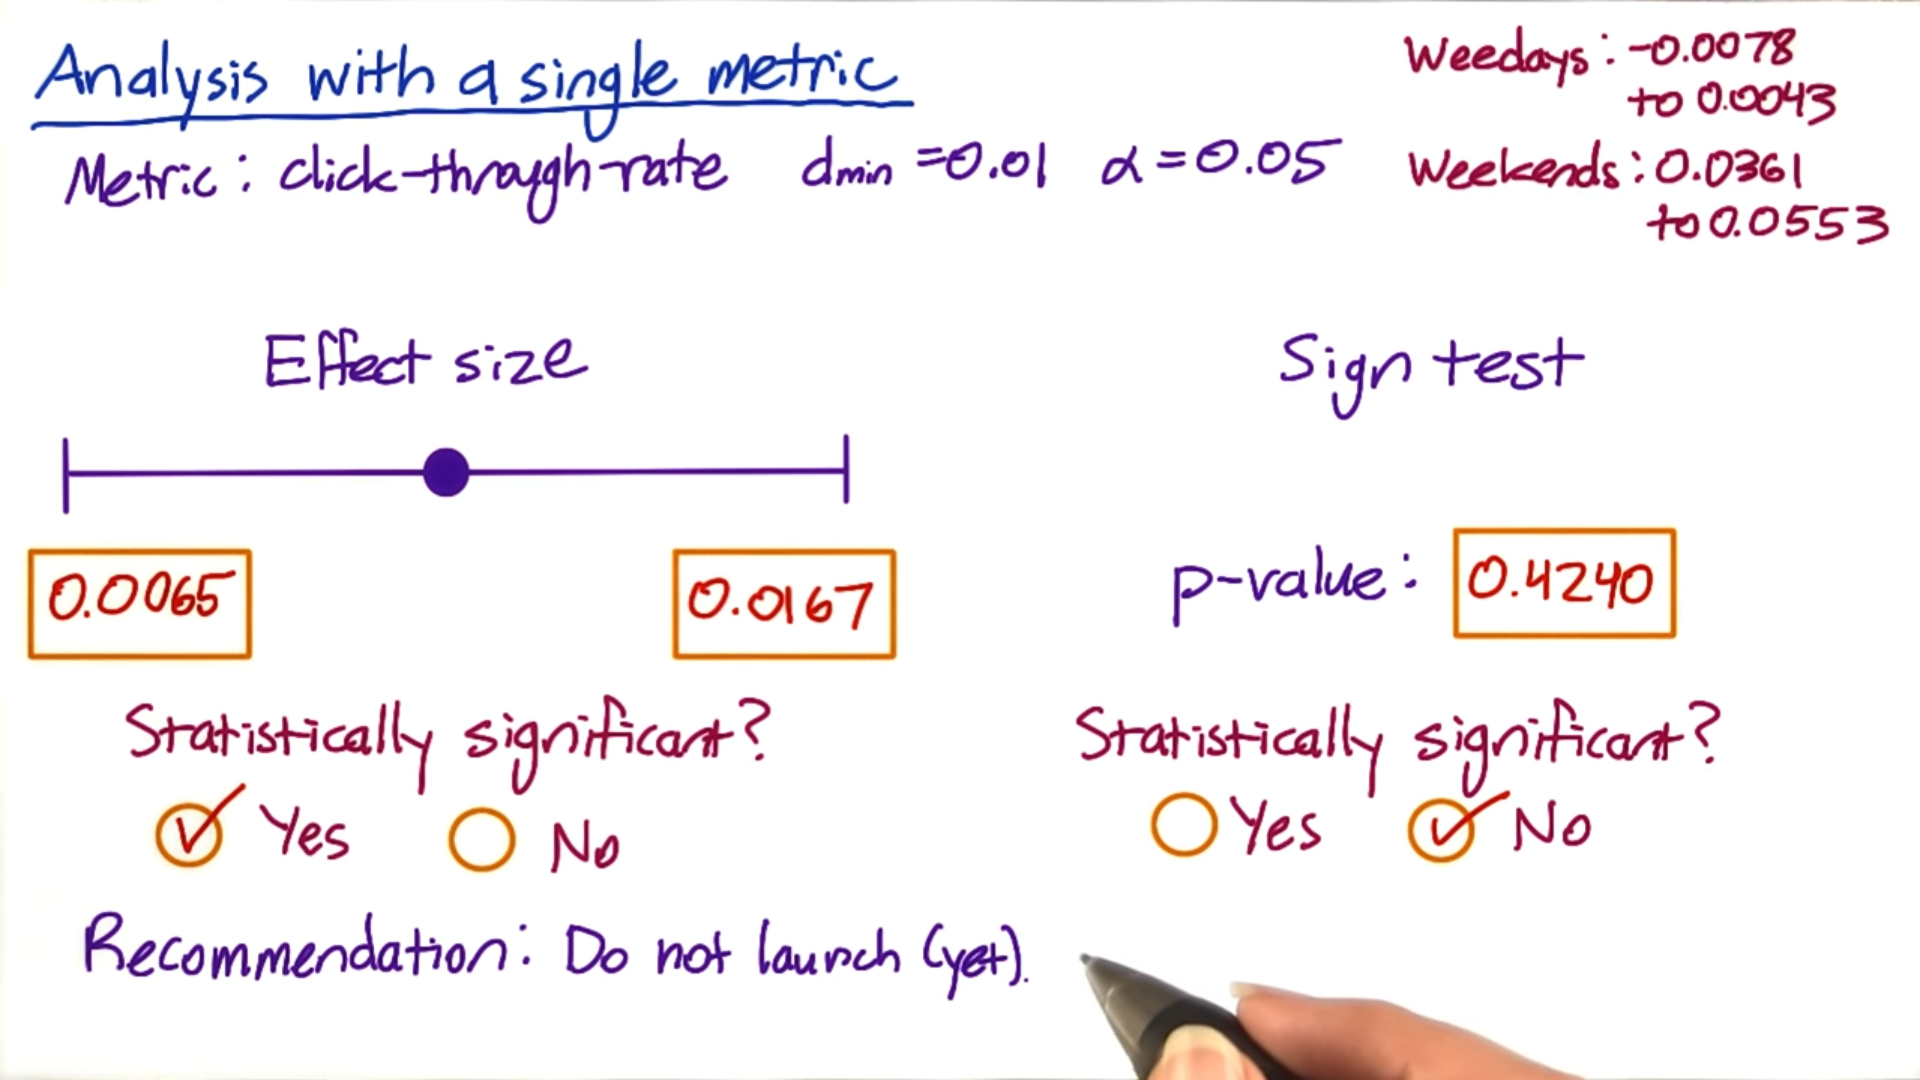 Analysis with a single metric
Metric: click-through-rate dmin = 0.01 α = 0.05
Weedays: -0.0078
to 0.0043
Weekends: 0.0361
to 0.0553
Effect size
0.0065 0.0167
Statistically significant?
Yes No
Sign test
p-value: 0.4240
Statistically significant?
Yes No
Recommendation: Do not launch (yet).